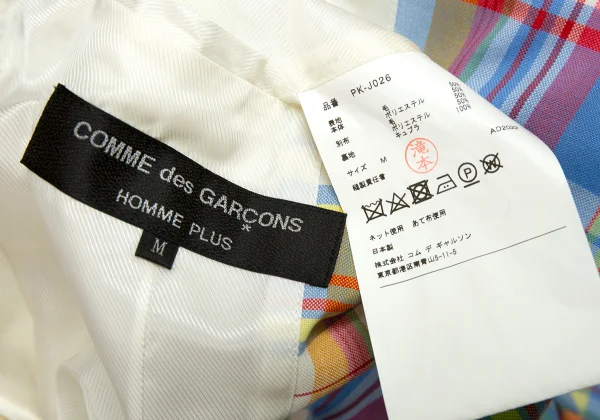 COMME des GARÇONS
HOMME PLUS*
M
品番 PK-J026
表地
本体 毛 50%
ポリエステル 50%
別布 毛 50%
ポリエステル 50%
裏地 キュプラ 100%
サイズ M
縫製責任者 滝本
ネット使用 あて布使用
日本製
株式会社 コム デ ギャルソン
東京都港区南青山5-11-5